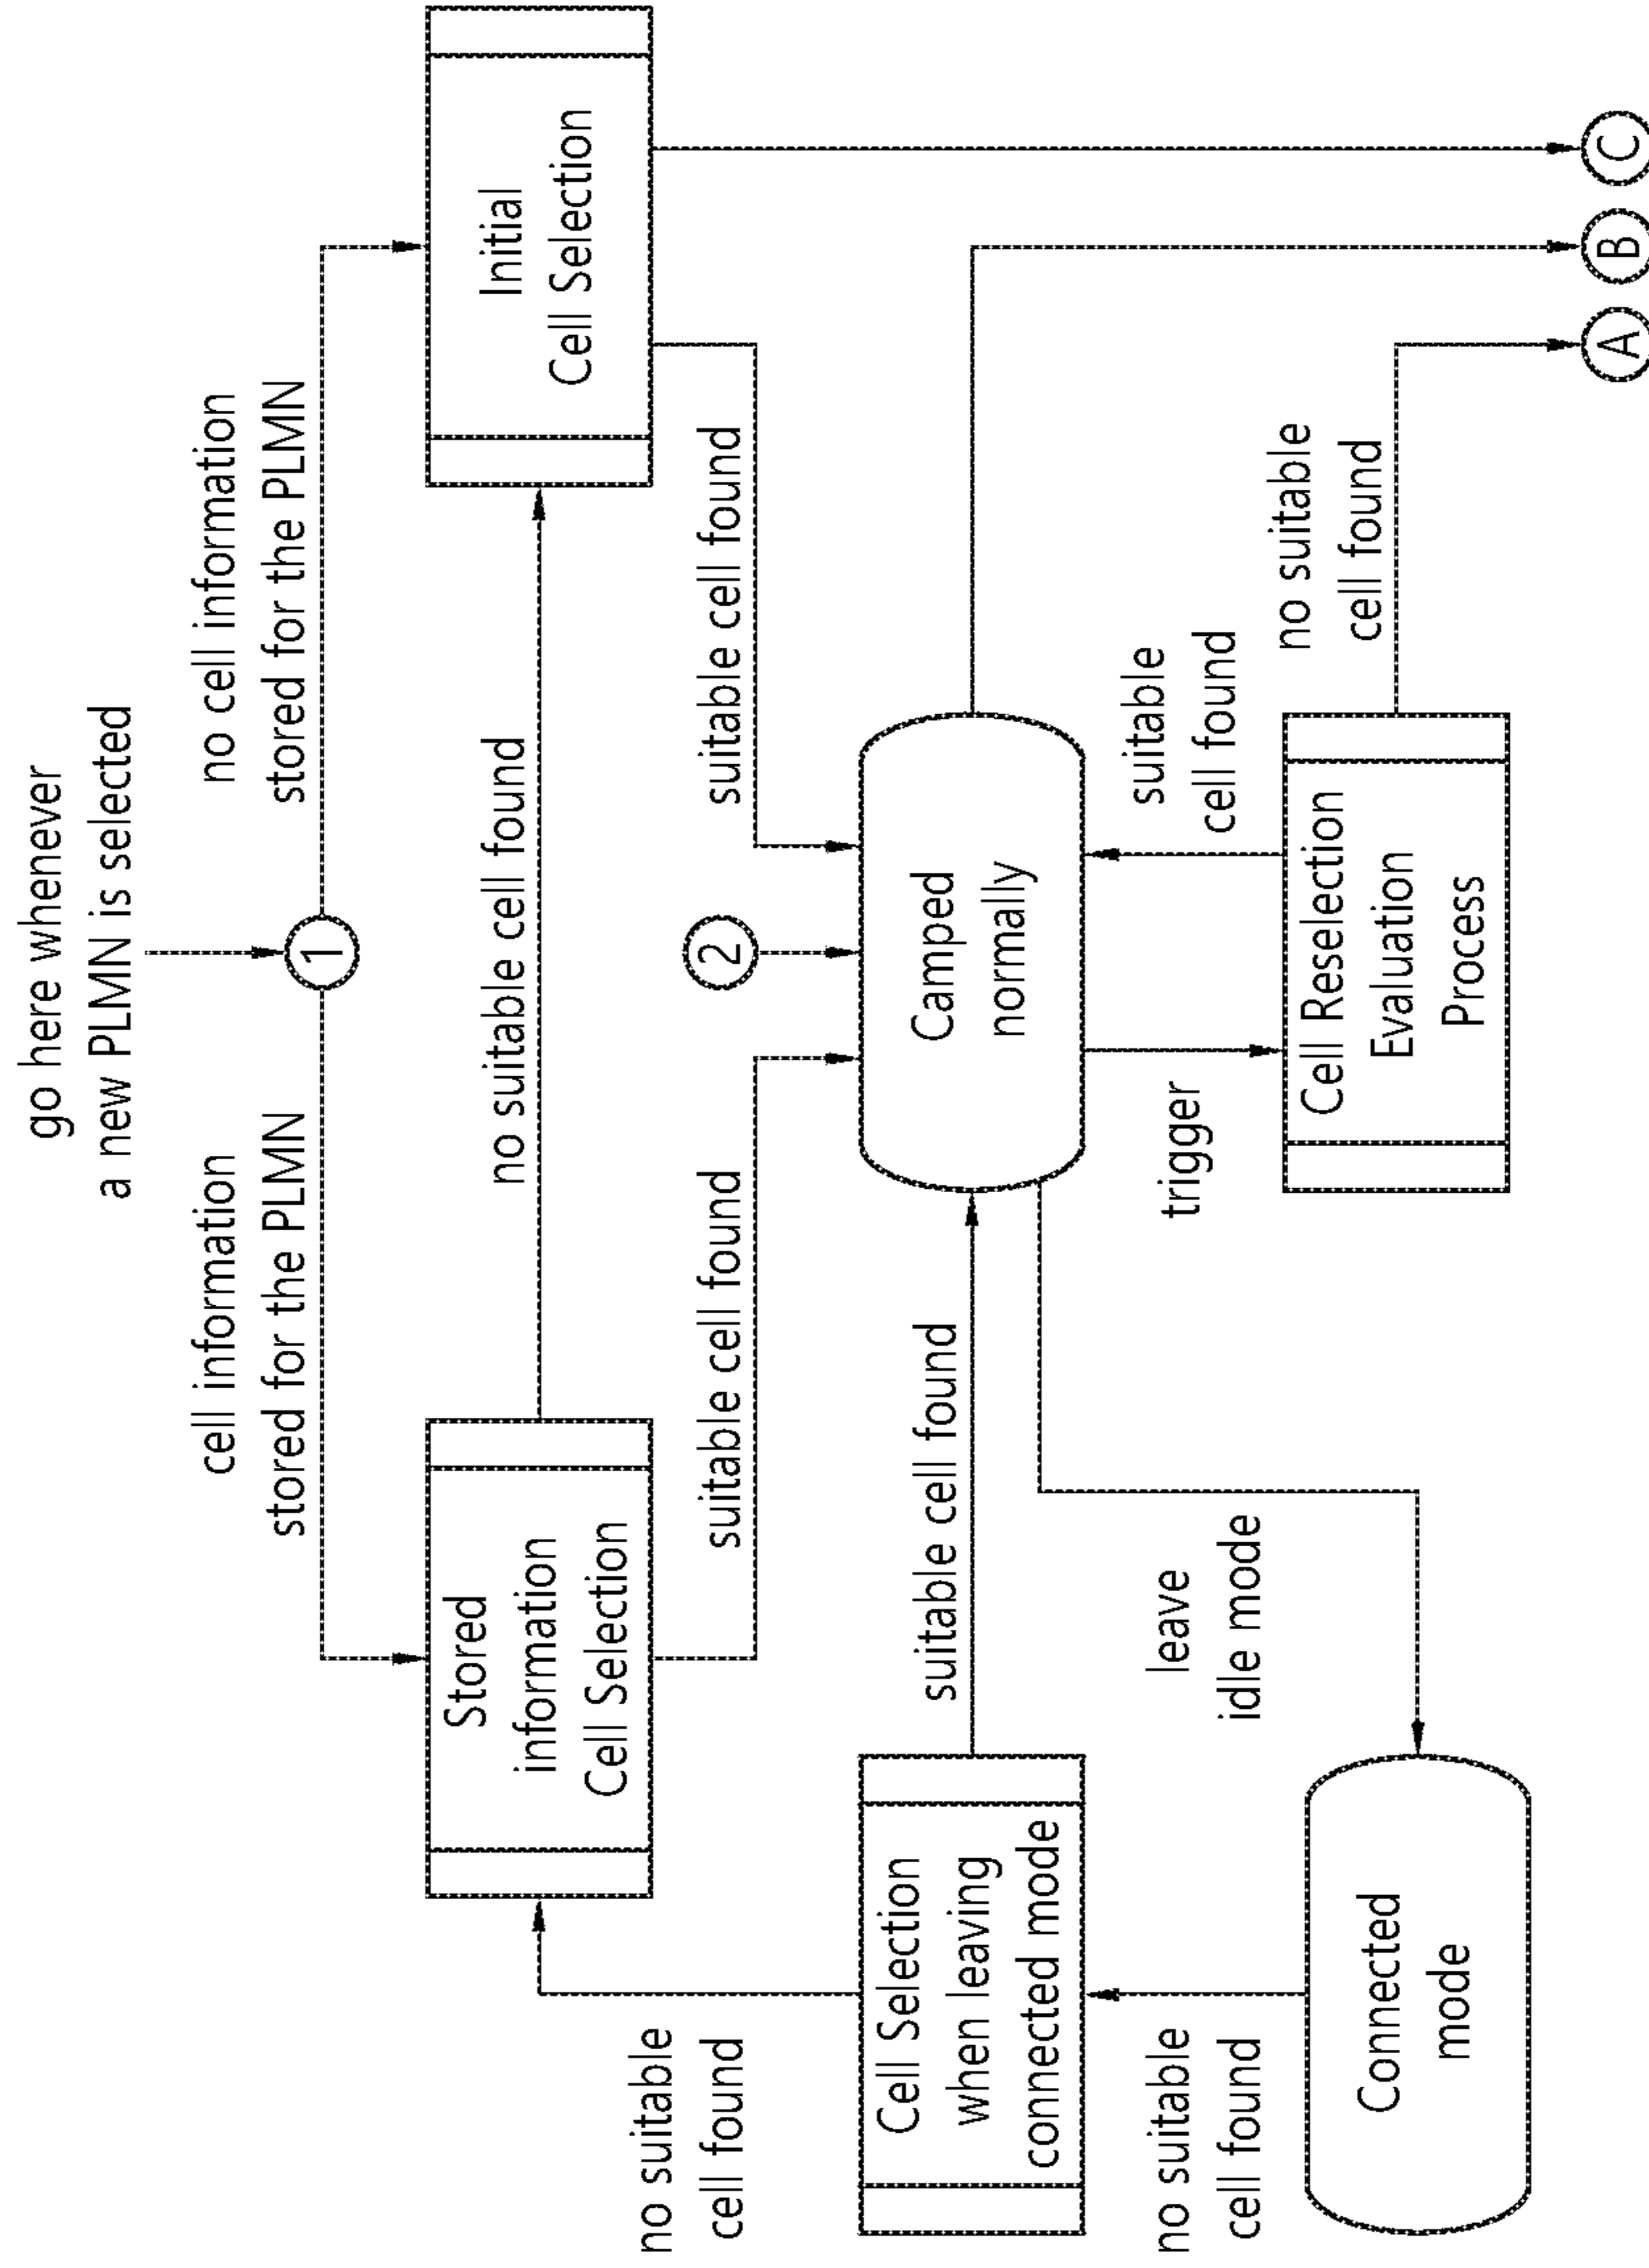 go here whenever
a new PLMN is selected
1
cell information
stored for the PLMN
no cell information
stored for the PLMN
Stored
information
Cell Selection
no suitable cell found
Initial
Cell Selection
no suitable
cell found
suitable cell found
2
suitable cell found
Cell Selection
when leaving
connected mode
suitable cell found
Camped
normally
no suitable
cell found
leave
idle mode
trigger
suitable
cell found
Connected
mode
Cell Reselection
Evaluation
Process
no suitable
cell found
A
B
C